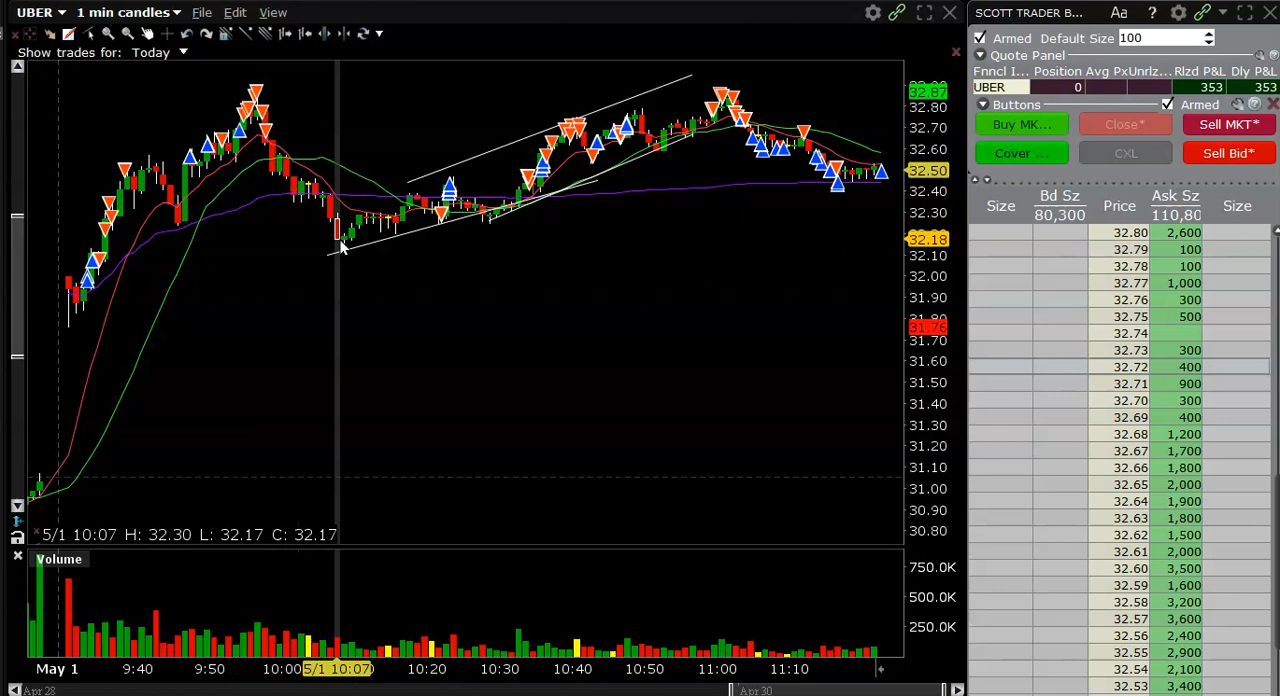 UBER 1 min candles File Edit View
Show trades for: Today
32.87
32.80
32.70
32.60
32.50
32.40
32.30
32.18
32.10
32.00
31.90
31.80
31.76
31.70
31.60
31.50
31.40
31.30
31.20
31.10
31.00
30.90
30.80
5/1 10:07 H: 32.30 L: 32.17 C: 32.17
Volume
750.0K
500.0K
250.0K
May 1 9:40 9:50 10:00 5/1 10:07 10:20 10:30 10:40 10:50 11:00 11:10
Apr 28 Apr 30
SCOTT TRADER B... Aa ?
Armed Default Size 100
Quote Panel
Fnncl I... Position Avg Px Unrlz... Rlzd P&L Dly P&L
UBER 0 353 353
Buttons Armed
Buy MK... Close* Sell MKT*
Cover ... CXL Sell Bid*
Size Bd Sz Price Ask Sz Size
80,300 110,80
32.80 2,600
32.79 100
32.78 100
32.77 1,000
32.76 300
32.75 500
32.74
32.73 300
32.72 400
32.71 900
32.70 300
32.69 400
32.68 1,200
32.67 1,700
32.66 1,800
32.65 2,000
32.64 1,900
32.63 1,800
32.62 1,500
32.61 2,000
32.60 3,500
32.59 1,600
32.58 3,200
32.57 3,600
32.56 2,400
32.55 2,900
32.54 2,100
32.53 3,400